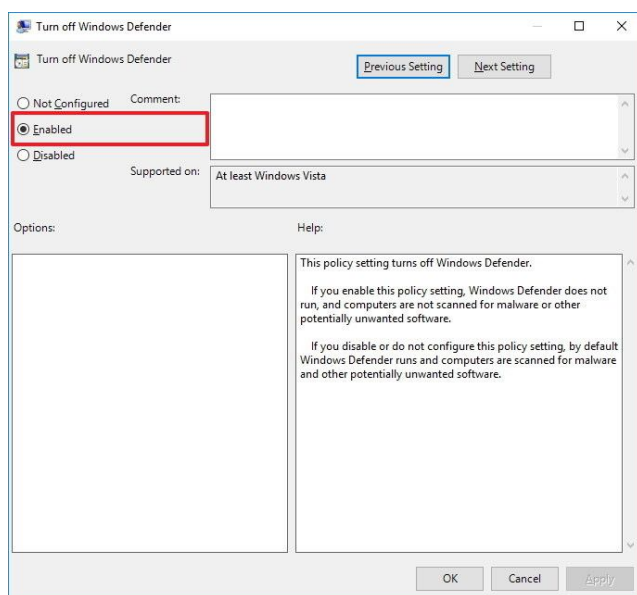 Turn off Windows Defender
Turn off Windows Defender
Previous Setting
Next Setting
Not Configured
Comment:
Enabled
Disabled
Supported on:
At least Windows Vista
Options:
Help:
This policy setting turns off Windows Defender.
If you enable this policy setting, Windows Defender does not
run, and computers are not scanned for malware or other
potentially unwanted software.
If you disable or do not configure this policy setting, by default
Windows Defender runs and computers are scanned for malware
and other potentially unwanted software.
OK
Cancel
Apply